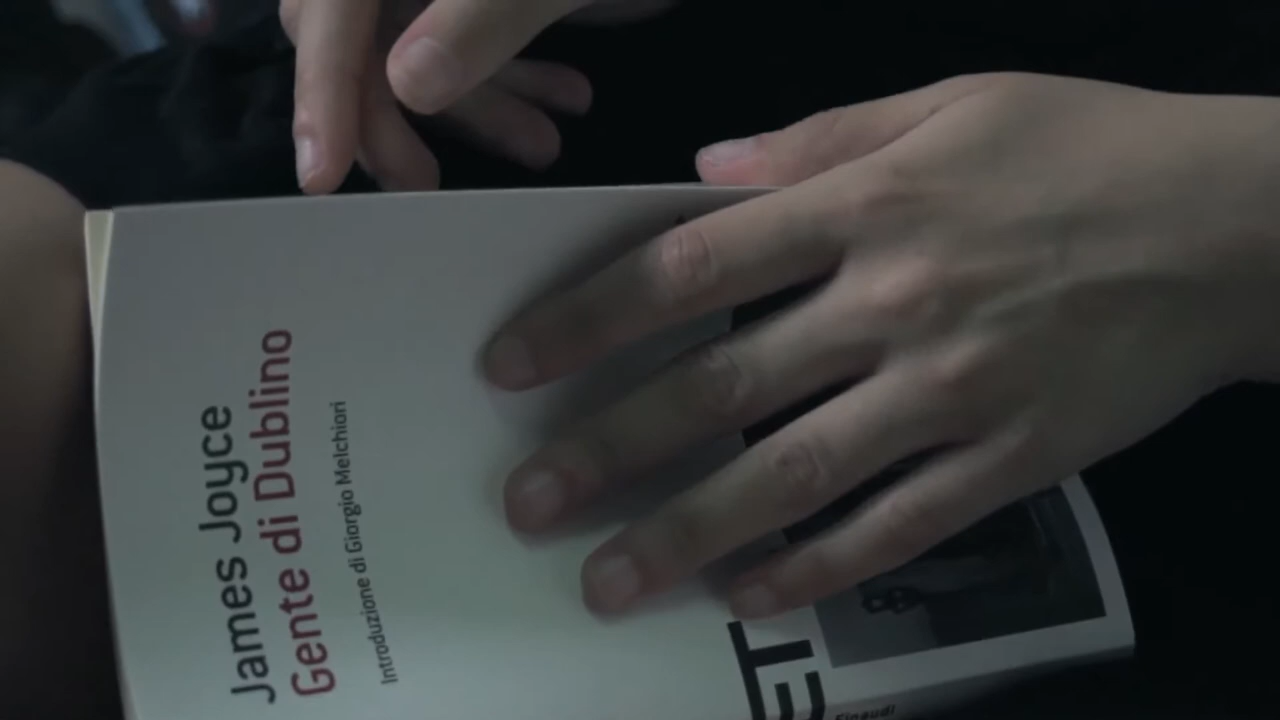 James Joyce
Gente di Dublino
Introduzione di Giorgio Melchiori
ET
Einaudi